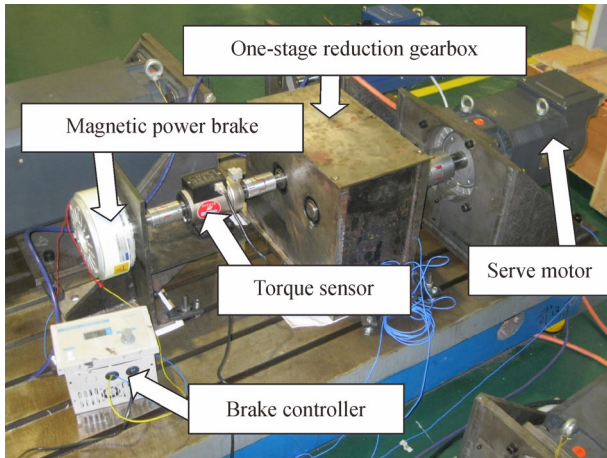 One-stage reduction gearbox
Magnetic power brake
Torque sensor
Serve motor
Brake controller